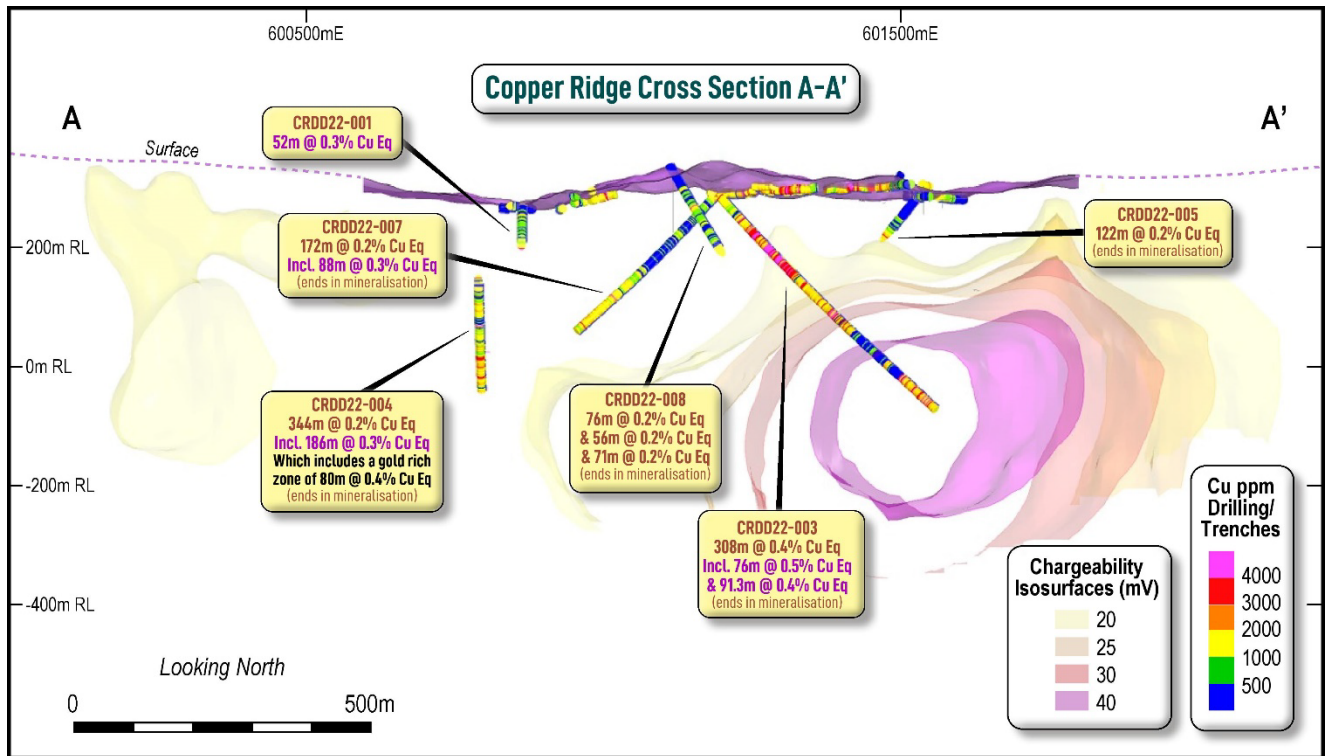 600500mE
601500mE
Copper Ridge Cross Section A-A’
A
A’
Surface
CRDD22-001
52m @ 0.3% Cu Eq
CRDD22-007
172m @ 0.2% Cu Eq
Incl. 88m @ 0.3% Cu Eq
(ends in mineralisation)
CRDD22-005
122m @ 0.2% Cu Eq
(ends in mineralisation)
200m RL
0m RL
-200m RL
-400m RL
CRDD22-004
344m @ 0.2% Cu Eq
Incl. 186m @ 0.3% Cu Eq
Which includes a gold rich
zone of 80m @ 0.4% Cu Eq
(ends in mineralisation)
CRDD22-008
76m @ 0.2% Cu Eq
& 56m @ 0.2% Cu Eq
& 71m @ 0.2% Cu Eq
(ends in mineralisation)
CRDD22-003
308m @ 0.4% Cu Eq
Incl. 76m @ 0.5% Cu Eq
& 91.3m @ 0.4% Cu Eq
(ends in mineralisation)
Chargeability
Isosurfaces (mV)
20
25
30
40
Cu ppm
Drilling/
Trenches
4000
3000
2000
1000
500
Looking North
0
500m